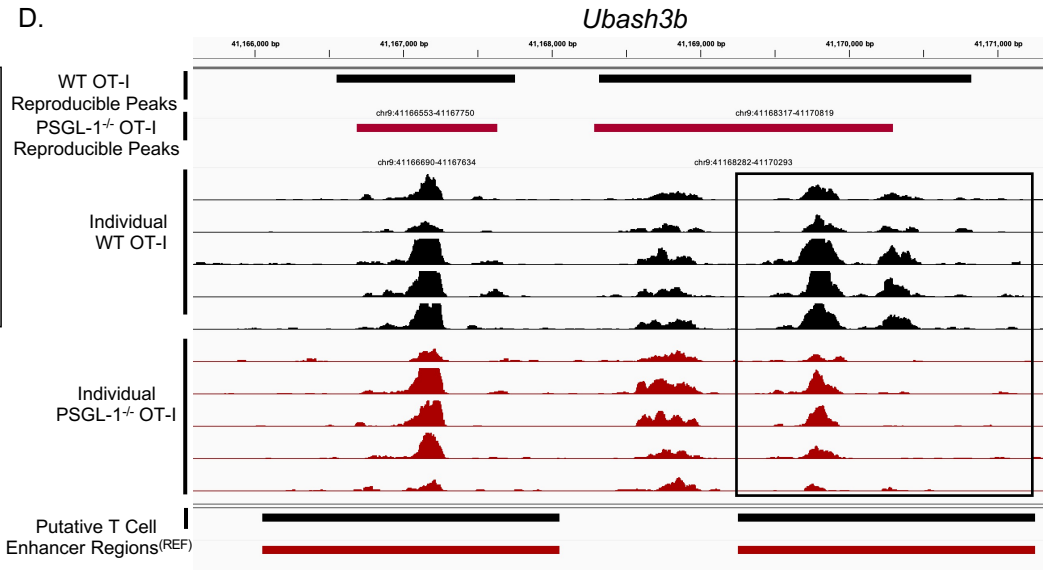 D.
Ubash3b
41,166,000 bp 41,167,000 bp 41,168,000 bp 41,169,000 bp 41,170,000 bp 41,171,000 bp
WT OT-I
Reproducible Peaks
chr9:41166553-41167750 chr9:41168317-41170819
PSGL-1-/- OT-I
Reproducible Peaks
chr9:41166690-41167634 chr9:41168282-41170293
Individual
WT OT-I
Individual
PSGL-1-/- OT-I
Putative T Cell
Enhancer Regions(REF)